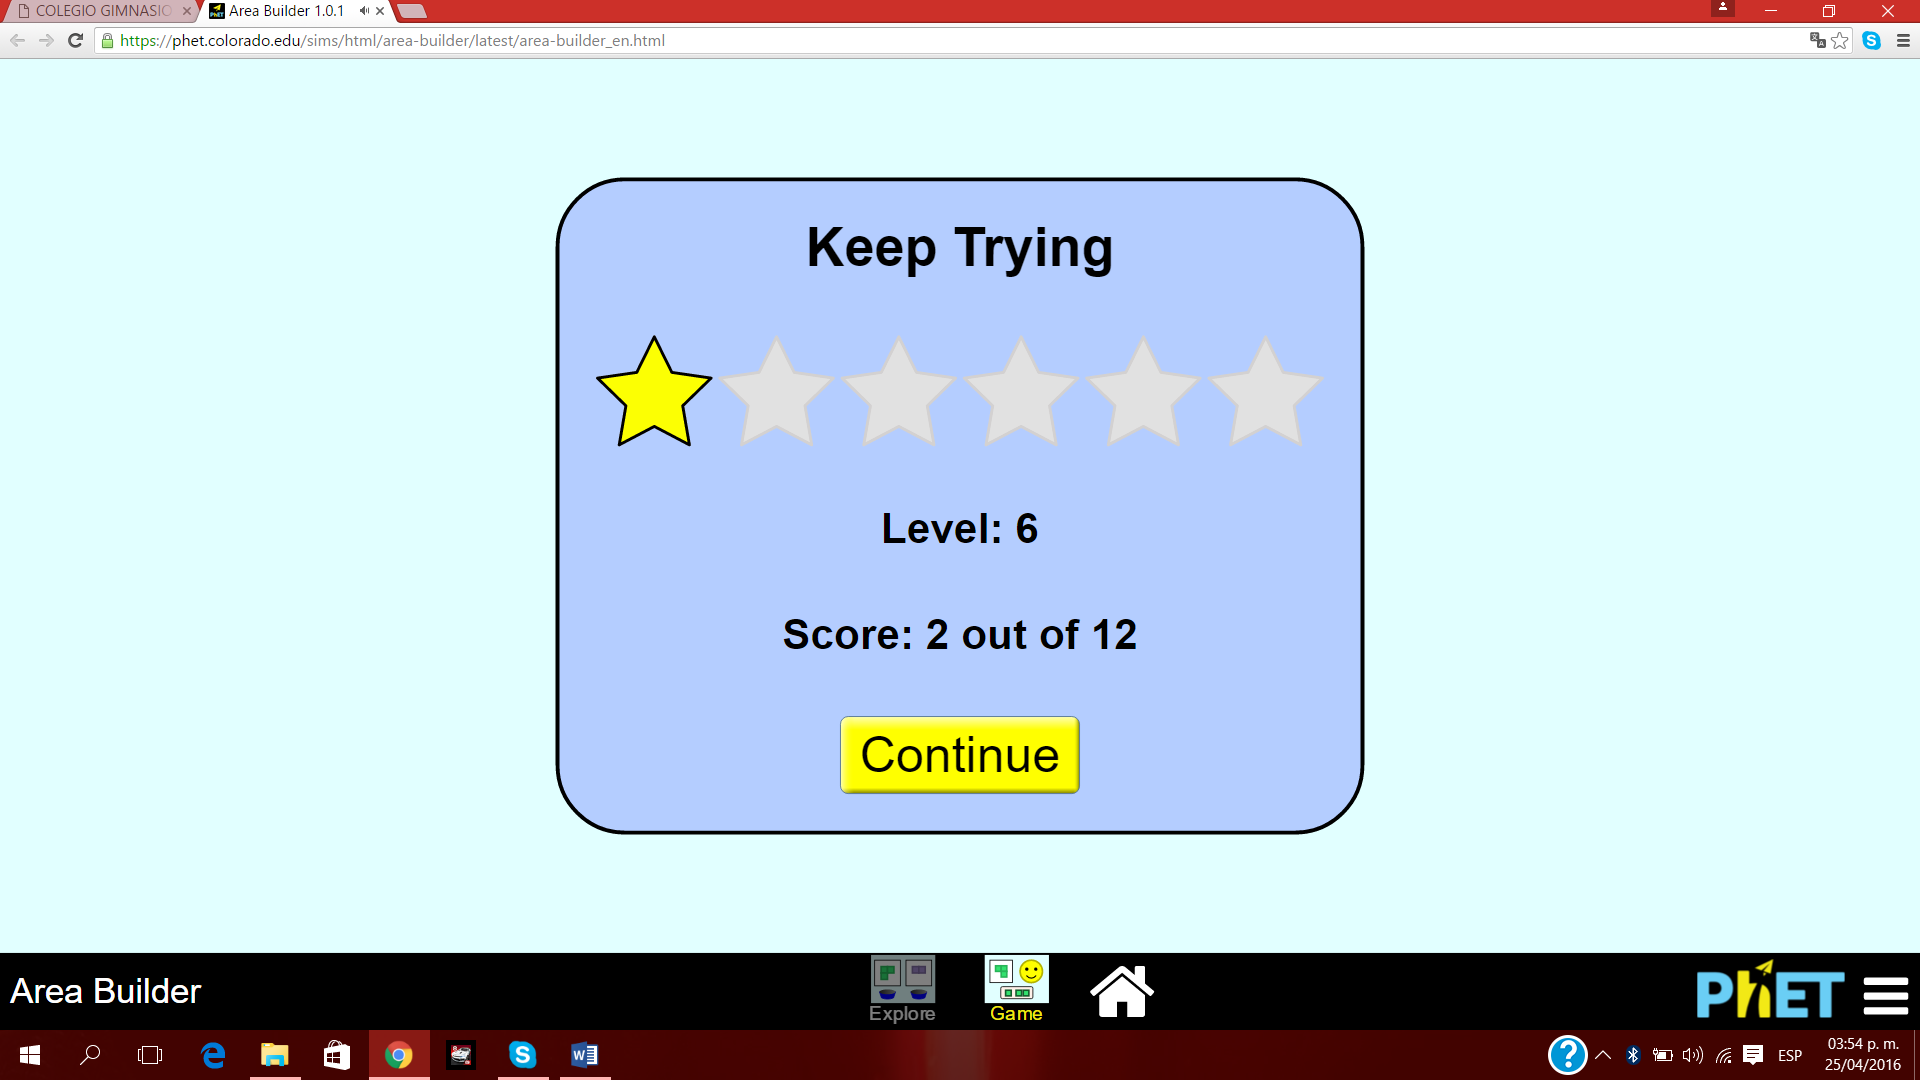 COLEGIO GIMNASIO
Area Builder 1.0.1
https://phet.colorado.edu/sims/html/area-builder/latest/area-builder_en.html
Keep Trying
Level: 6
Score: 2 out of 12
Continue
Area Builder
Explore
Game
PhET
ESP
03:54 p. m.
25/04/2016